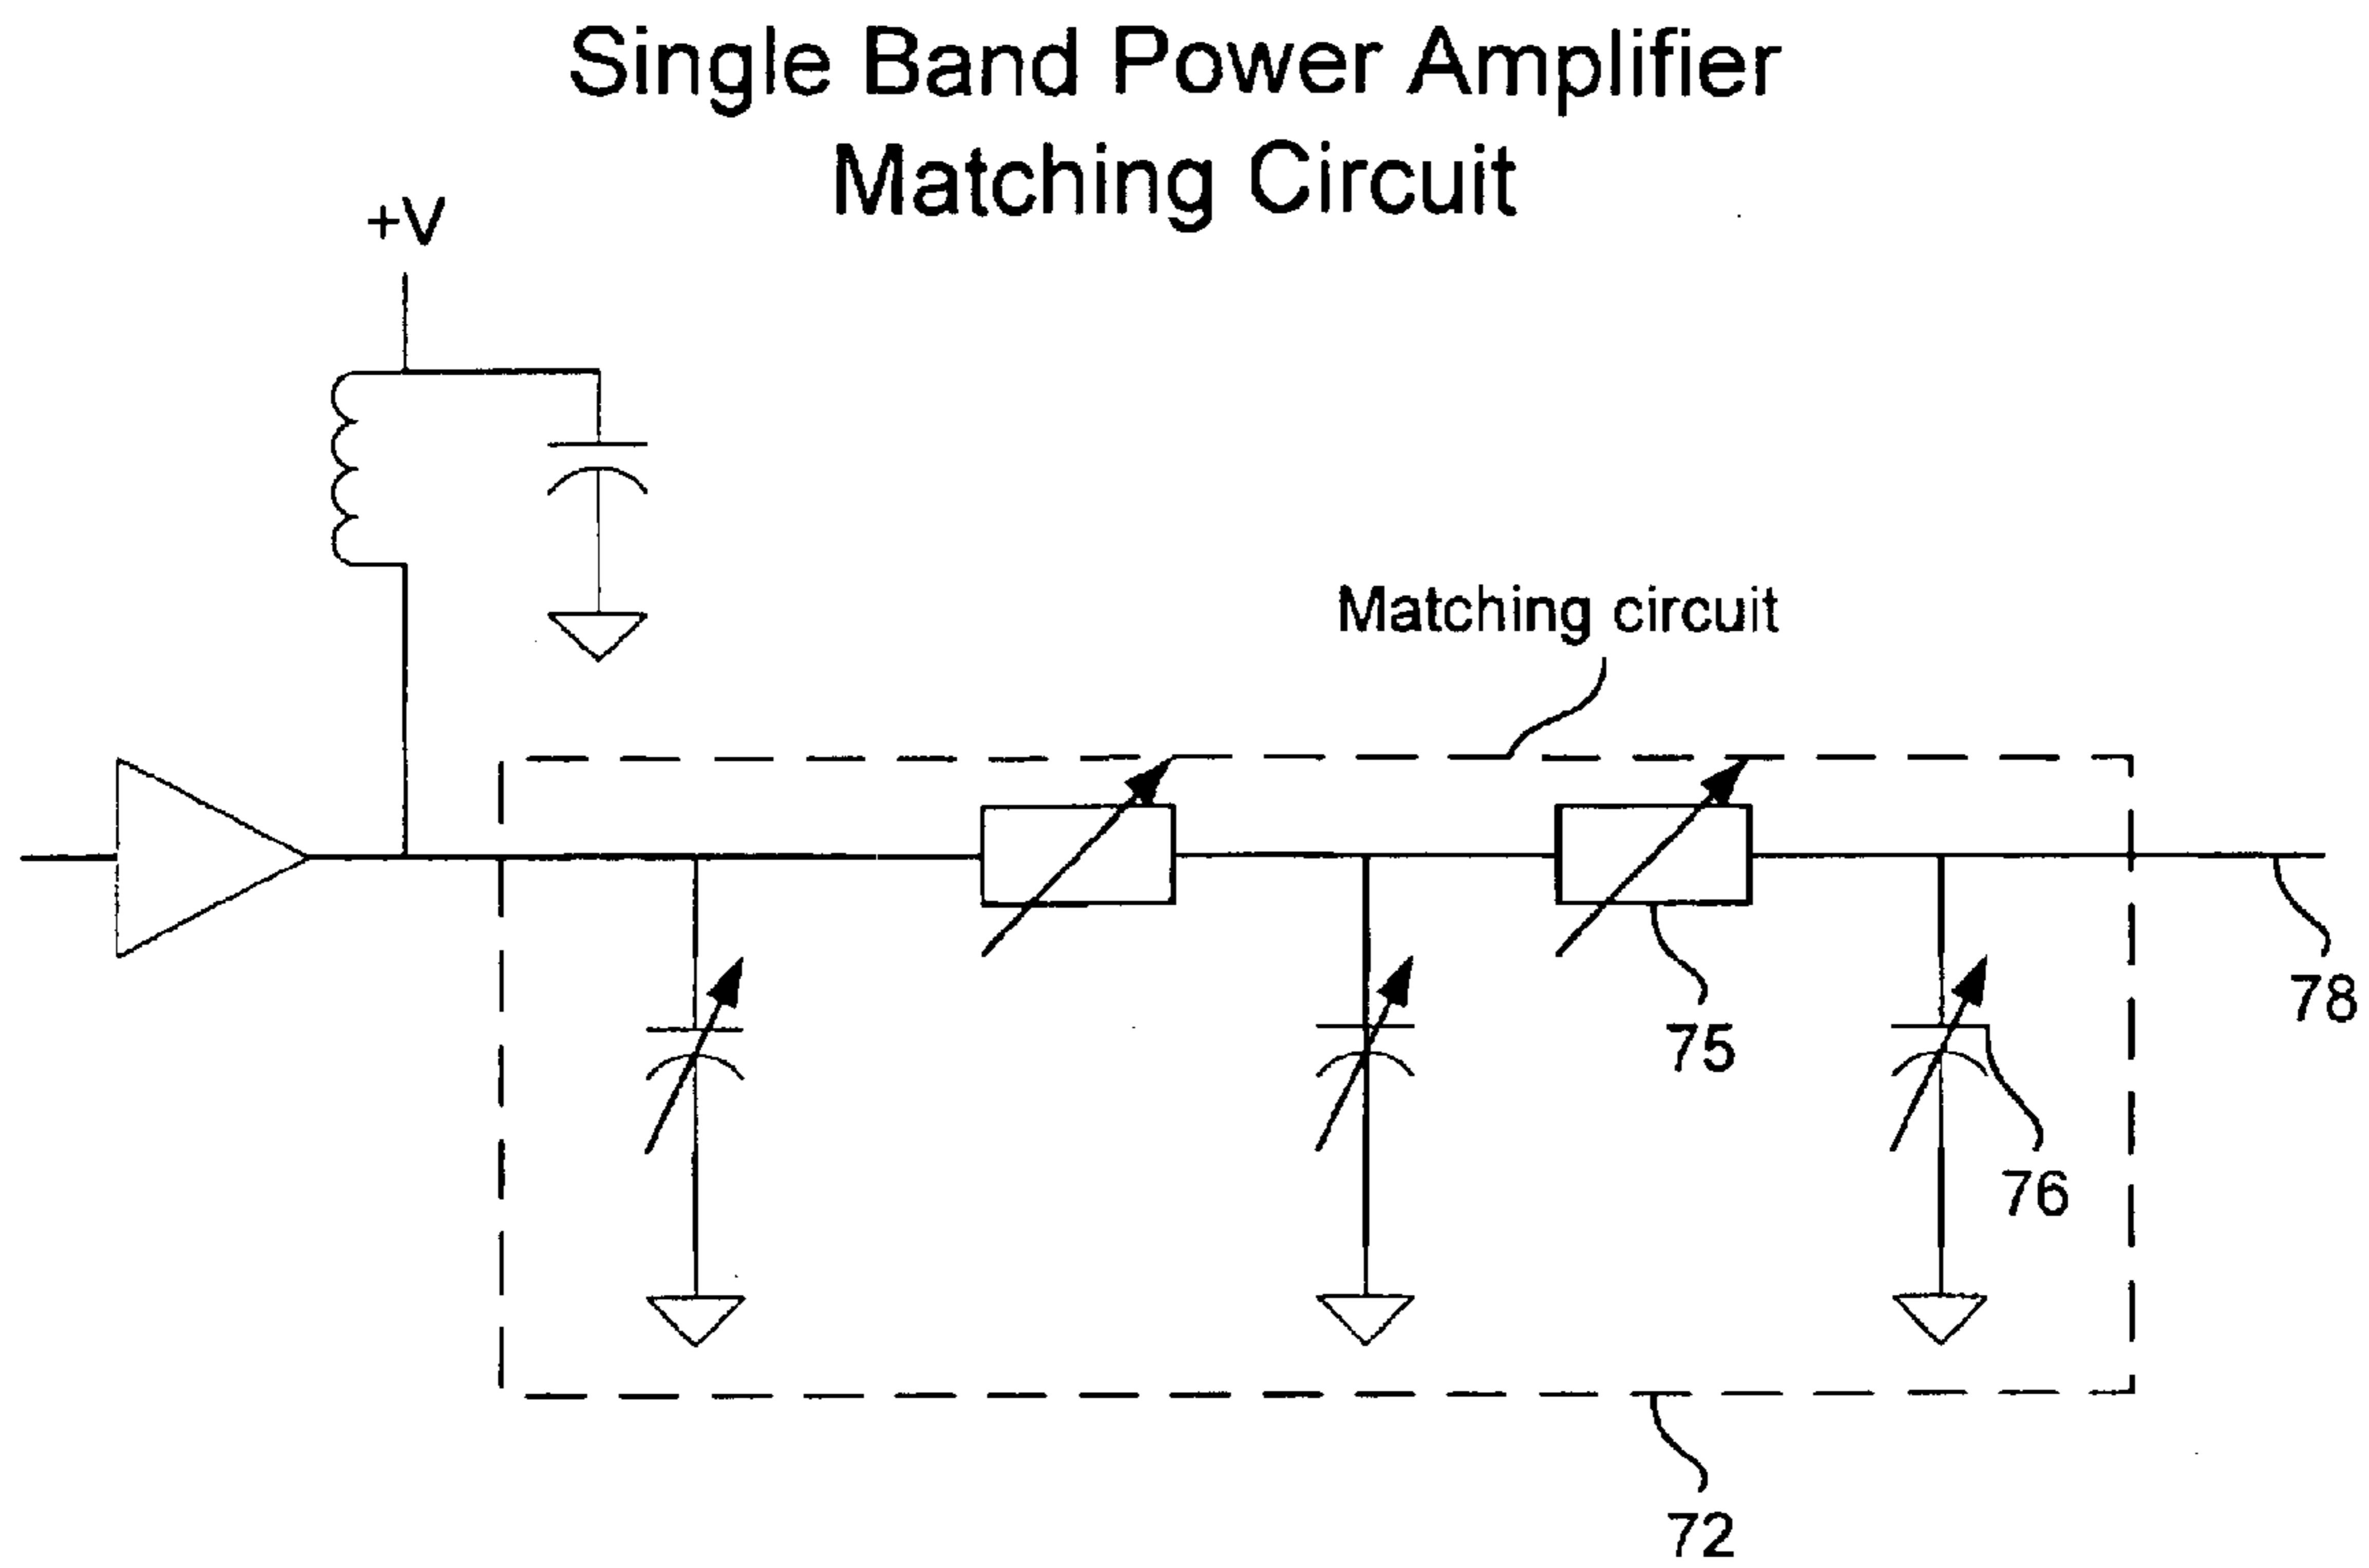 Single Band Power Amplifier
Matching Circuit
+V
Matching circuit
78
75
76
72